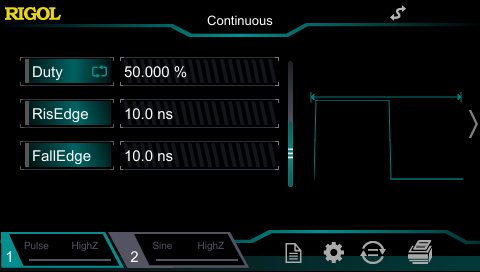 RIGOL
Continuous
Duty 50.000 %
RisEdge 10.0 ns
FallEdge 10.0 ns
1 Pulse HighZ 2 Sine HighZ